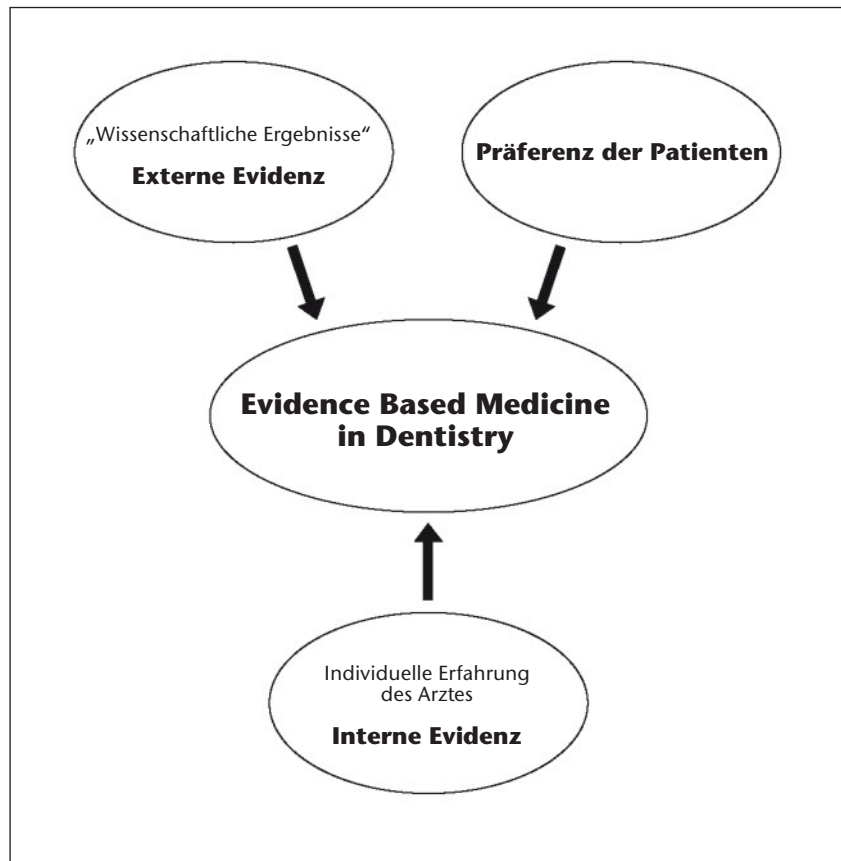 „Wissenschaftliche Ergebnisse“
Externe Evidenz
Präferenz der Patienten
Evidence Based Medicine
in Dentistry
Individuelle Erfahrung
des Arztes
Interne Evidenz